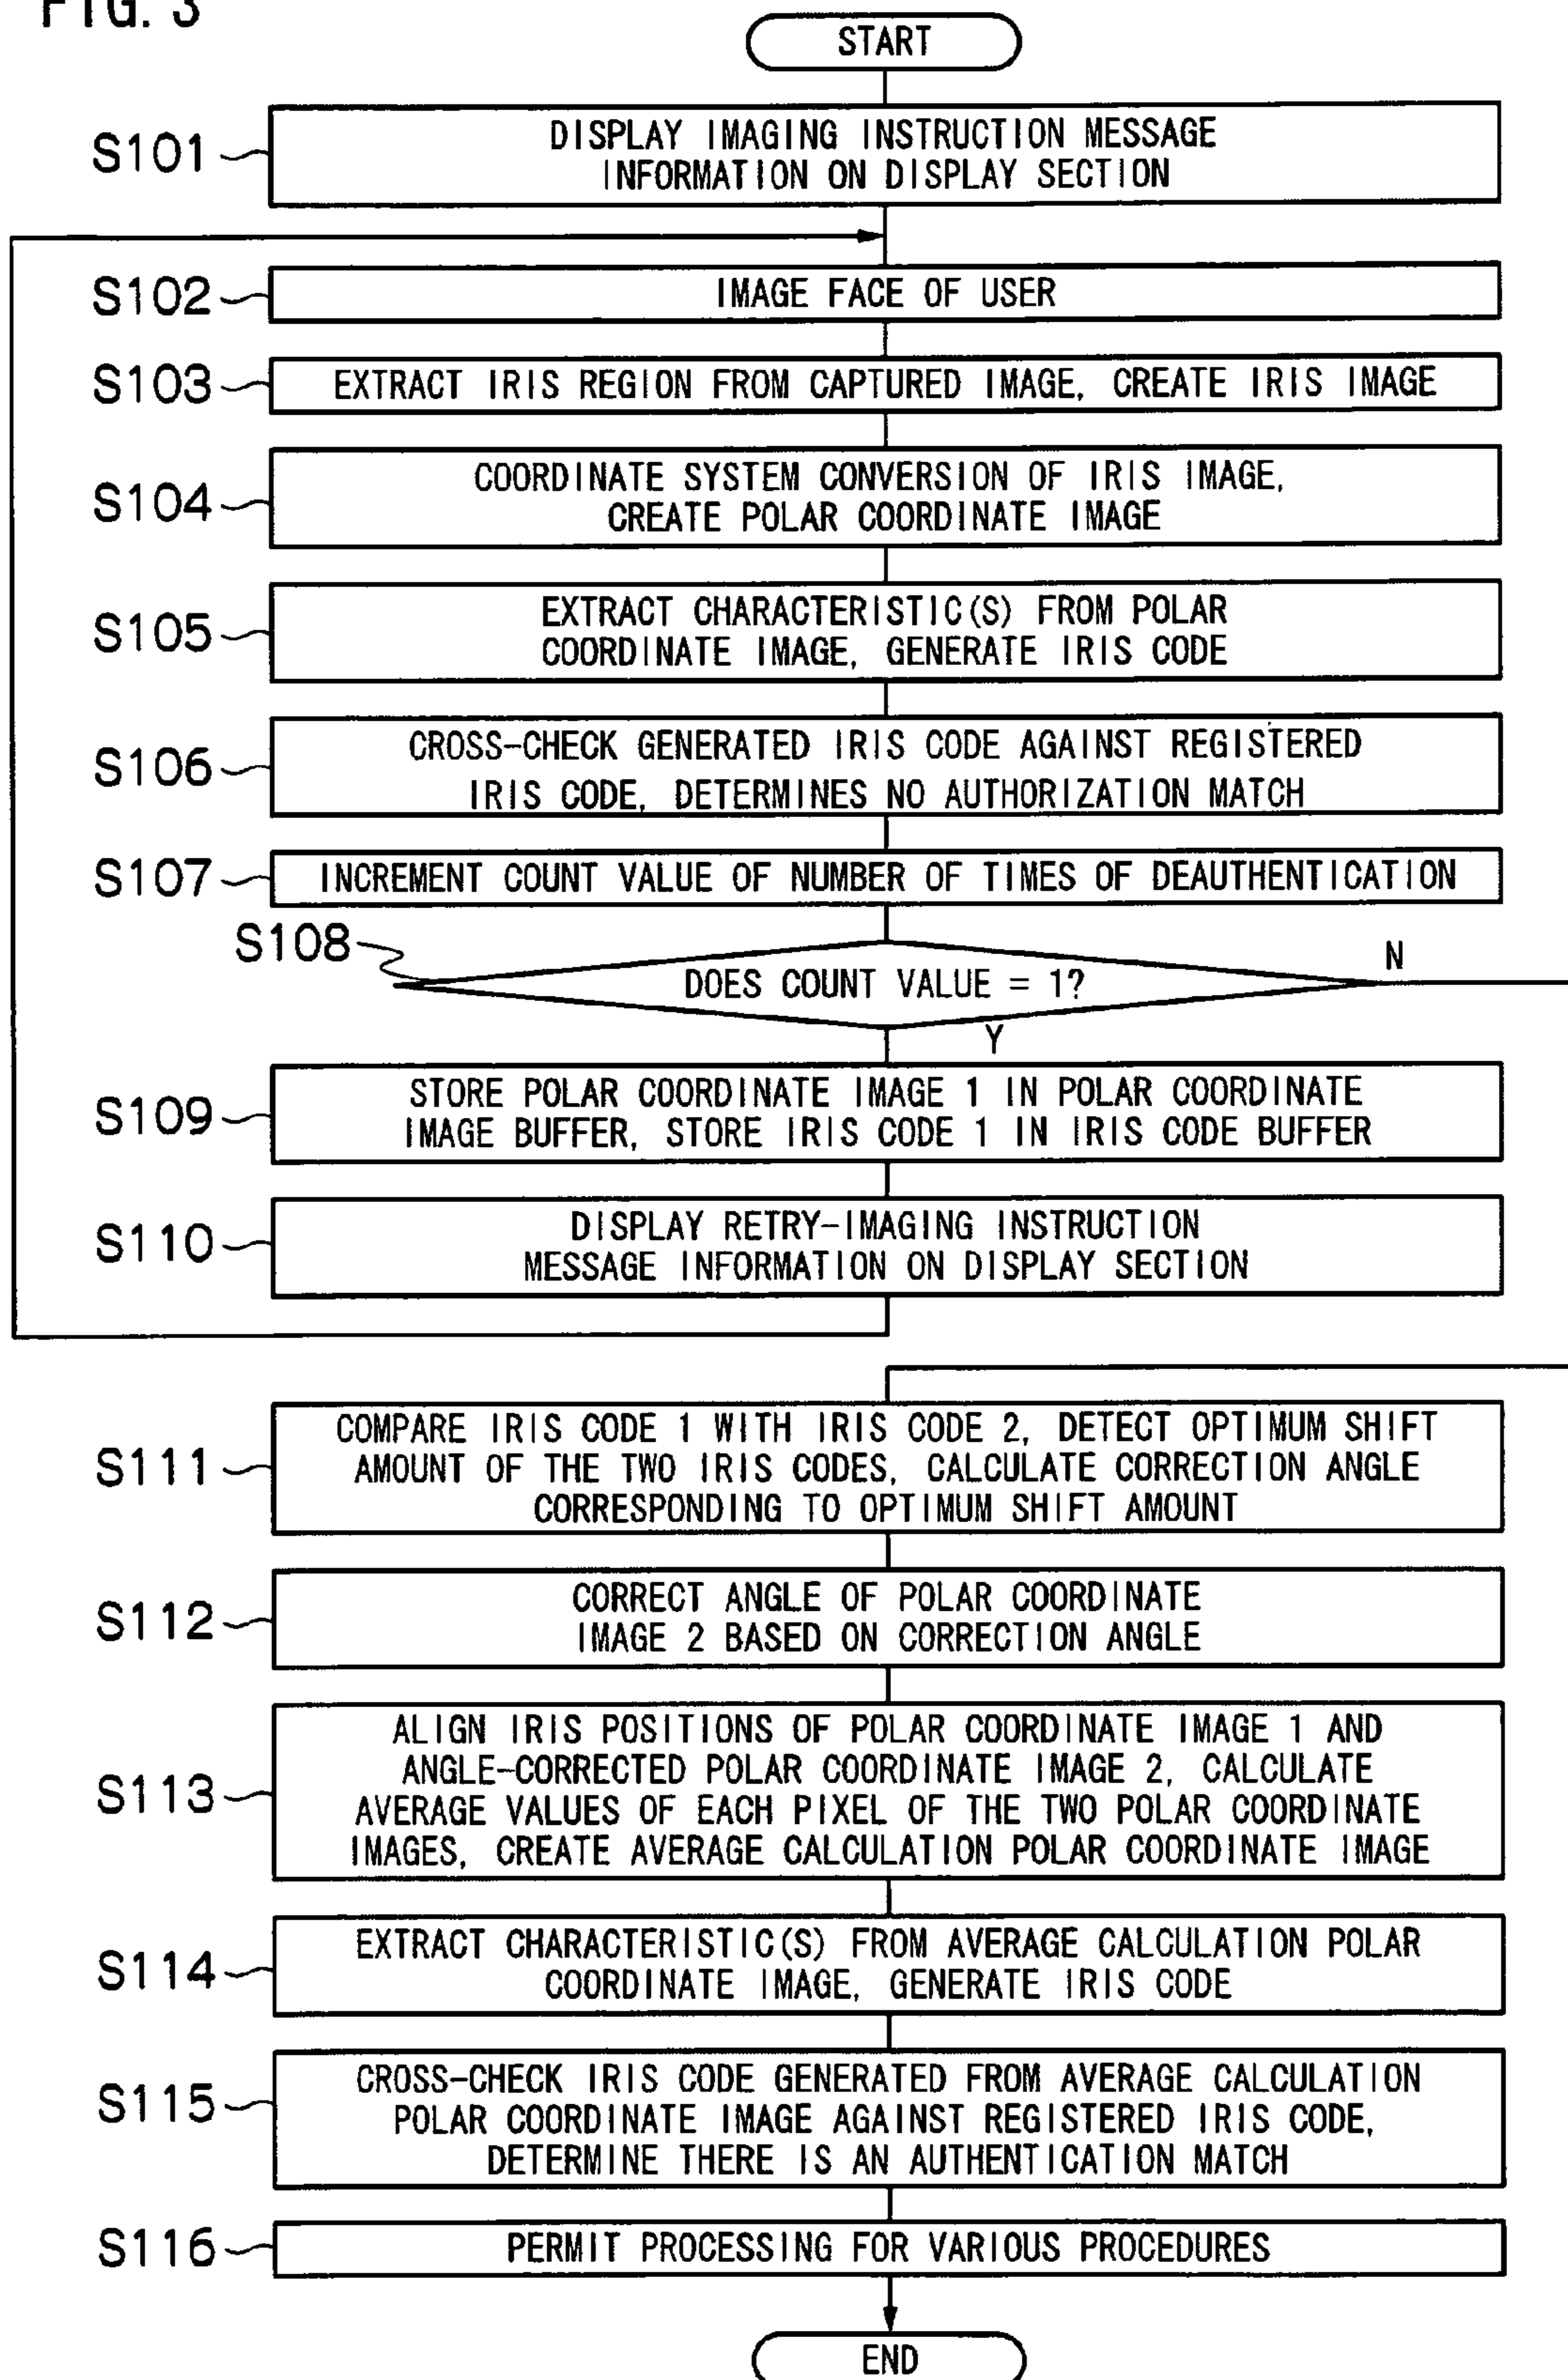 FIG. 3
START
S101
DISPLAY IMAGING INSTRUCTION MESSAGE
INFORMATION ON DISPLAY SECTION
S102
IMAGE FACE OF USER
S103
EXTRACT IRIS REGION FROM CAPTURED IMAGE, CREATE IRIS IMAGE
S104
COORDINATE SYSTEM CONVERSION OF IRIS IMAGE,
CREATE POLAR COORDINATE IMAGE
S105
EXTRACT CHARACTERISTIC(S) FROM POLAR
COORDINATE IMAGE, GENERATE IRIS CODE
S106
CROSS-CHECK GENERATED IRIS CODE AGAINST REGISTERED
IRIS CODE, DETERMINES NO AUTHORIZATION MATCH
S107
INCREMENT COUNT VALUE OF NUMBER OF TIMES OF DEAUTHENTICATION
S108
DOES COUNT VALUE = 1?
N
Y
S109
STORE POLAR COORDINATE IMAGE 1 IN POLAR COORDINATE
IMAGE BUFFER, STORE IRIS CODE 1 IN IRIS CODE BUFFER
S110
DISPLAY RETRY-IMAGING INSTRUCTION
MESSAGE INFORMATION ON DISPLAY SECTION
S111
COMPARE IRIS CODE 1 WITH IRIS CODE 2, DETECT OPTIMUM SHIFT
AMOUNT OF THE TWO IRIS CODES, CALCULATE CORRECTION ANGLE
CORRESPONDING TO OPTIMUM SHIFT AMOUNT
S112
CORRECT ANGLE OF POLAR COORDINATE
IMAGE 2 BASED ON CORRECTION ANGLE
S113
ALIGN IRIS POSITIONS OF POLAR COORDINATE IMAGE 1 AND
ANGLE-CORRECTED POLAR COORDINATE IMAGE 2, CALCULATE
AVERAGE VALUES OF EACH PIXEL OF THE TWO POLAR COORDINATE
IMAGES, CREATE AVERAGE CALCULATION POLAR COORDINATE IMAGE
S114
EXTRACT CHARACTERISTIC(S) FROM AVERAGE CALCULATION POLAR
COORDINATE IMAGE, GENERATE IRIS CODE
S115
CROSS-CHECK IRIS CODE GENERATED FROM AVERAGE CALCULATION
POLAR COORDINATE IMAGE AGAINST REGISTERED IRIS CODE,
DETERMINE THERE IS AN AUTHENTICATION MATCH
S116
PERMIT PROCESSING FOR VARIOUS PROCEDURES
END